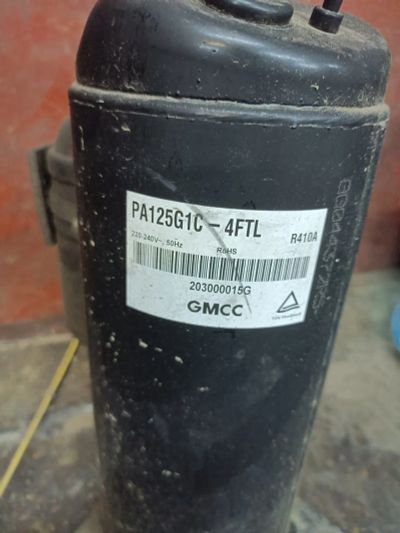 PA125G1C-4FTL
R410A
220-240V~, 50Hz
RoHS
203000015G
GMCC